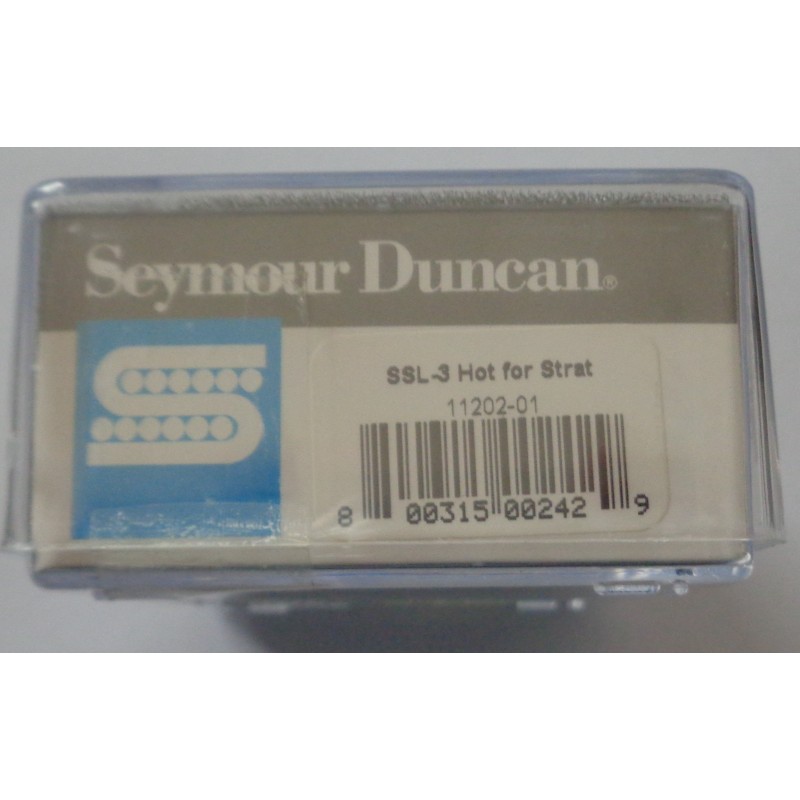 Seymour Duncan®
SSL-3 Hot for Strat
11202-01
8 00315 00242 9